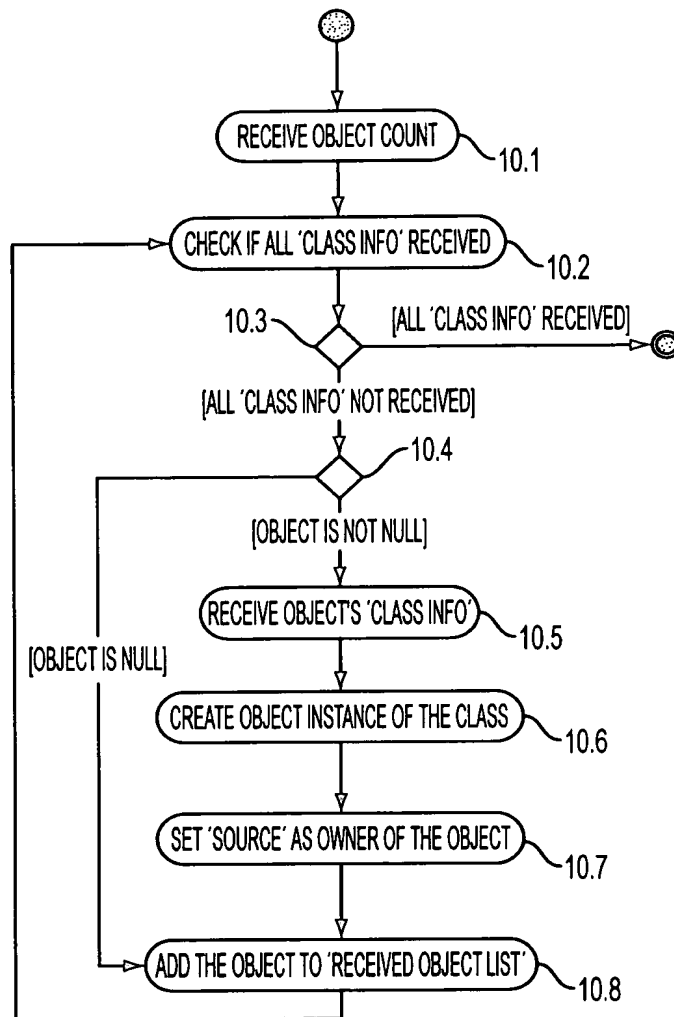 RECEIVE OBJECT COUNT
10.1
CHECK IF ALL 'CLASS INFO' RECEIVED
10.2
10.3
[ALL 'CLASS INFO' RECEIVED]
[ALL 'CLASS INFO' NOT RECEIVED]
10.4
[OBJECT IS NOT NULL]
RECEIVE OBJECT'S 'CLASS INFO'
10.5
[OBJECT IS NULL]
CREATE OBJECT INSTANCE OF THE CLASS
10.6
SET 'SOURCE' AS OWNER OF THE OBJECT
10.7
ADD THE OBJECT TO 'RECEIVED OBJECT LIST'
10.8